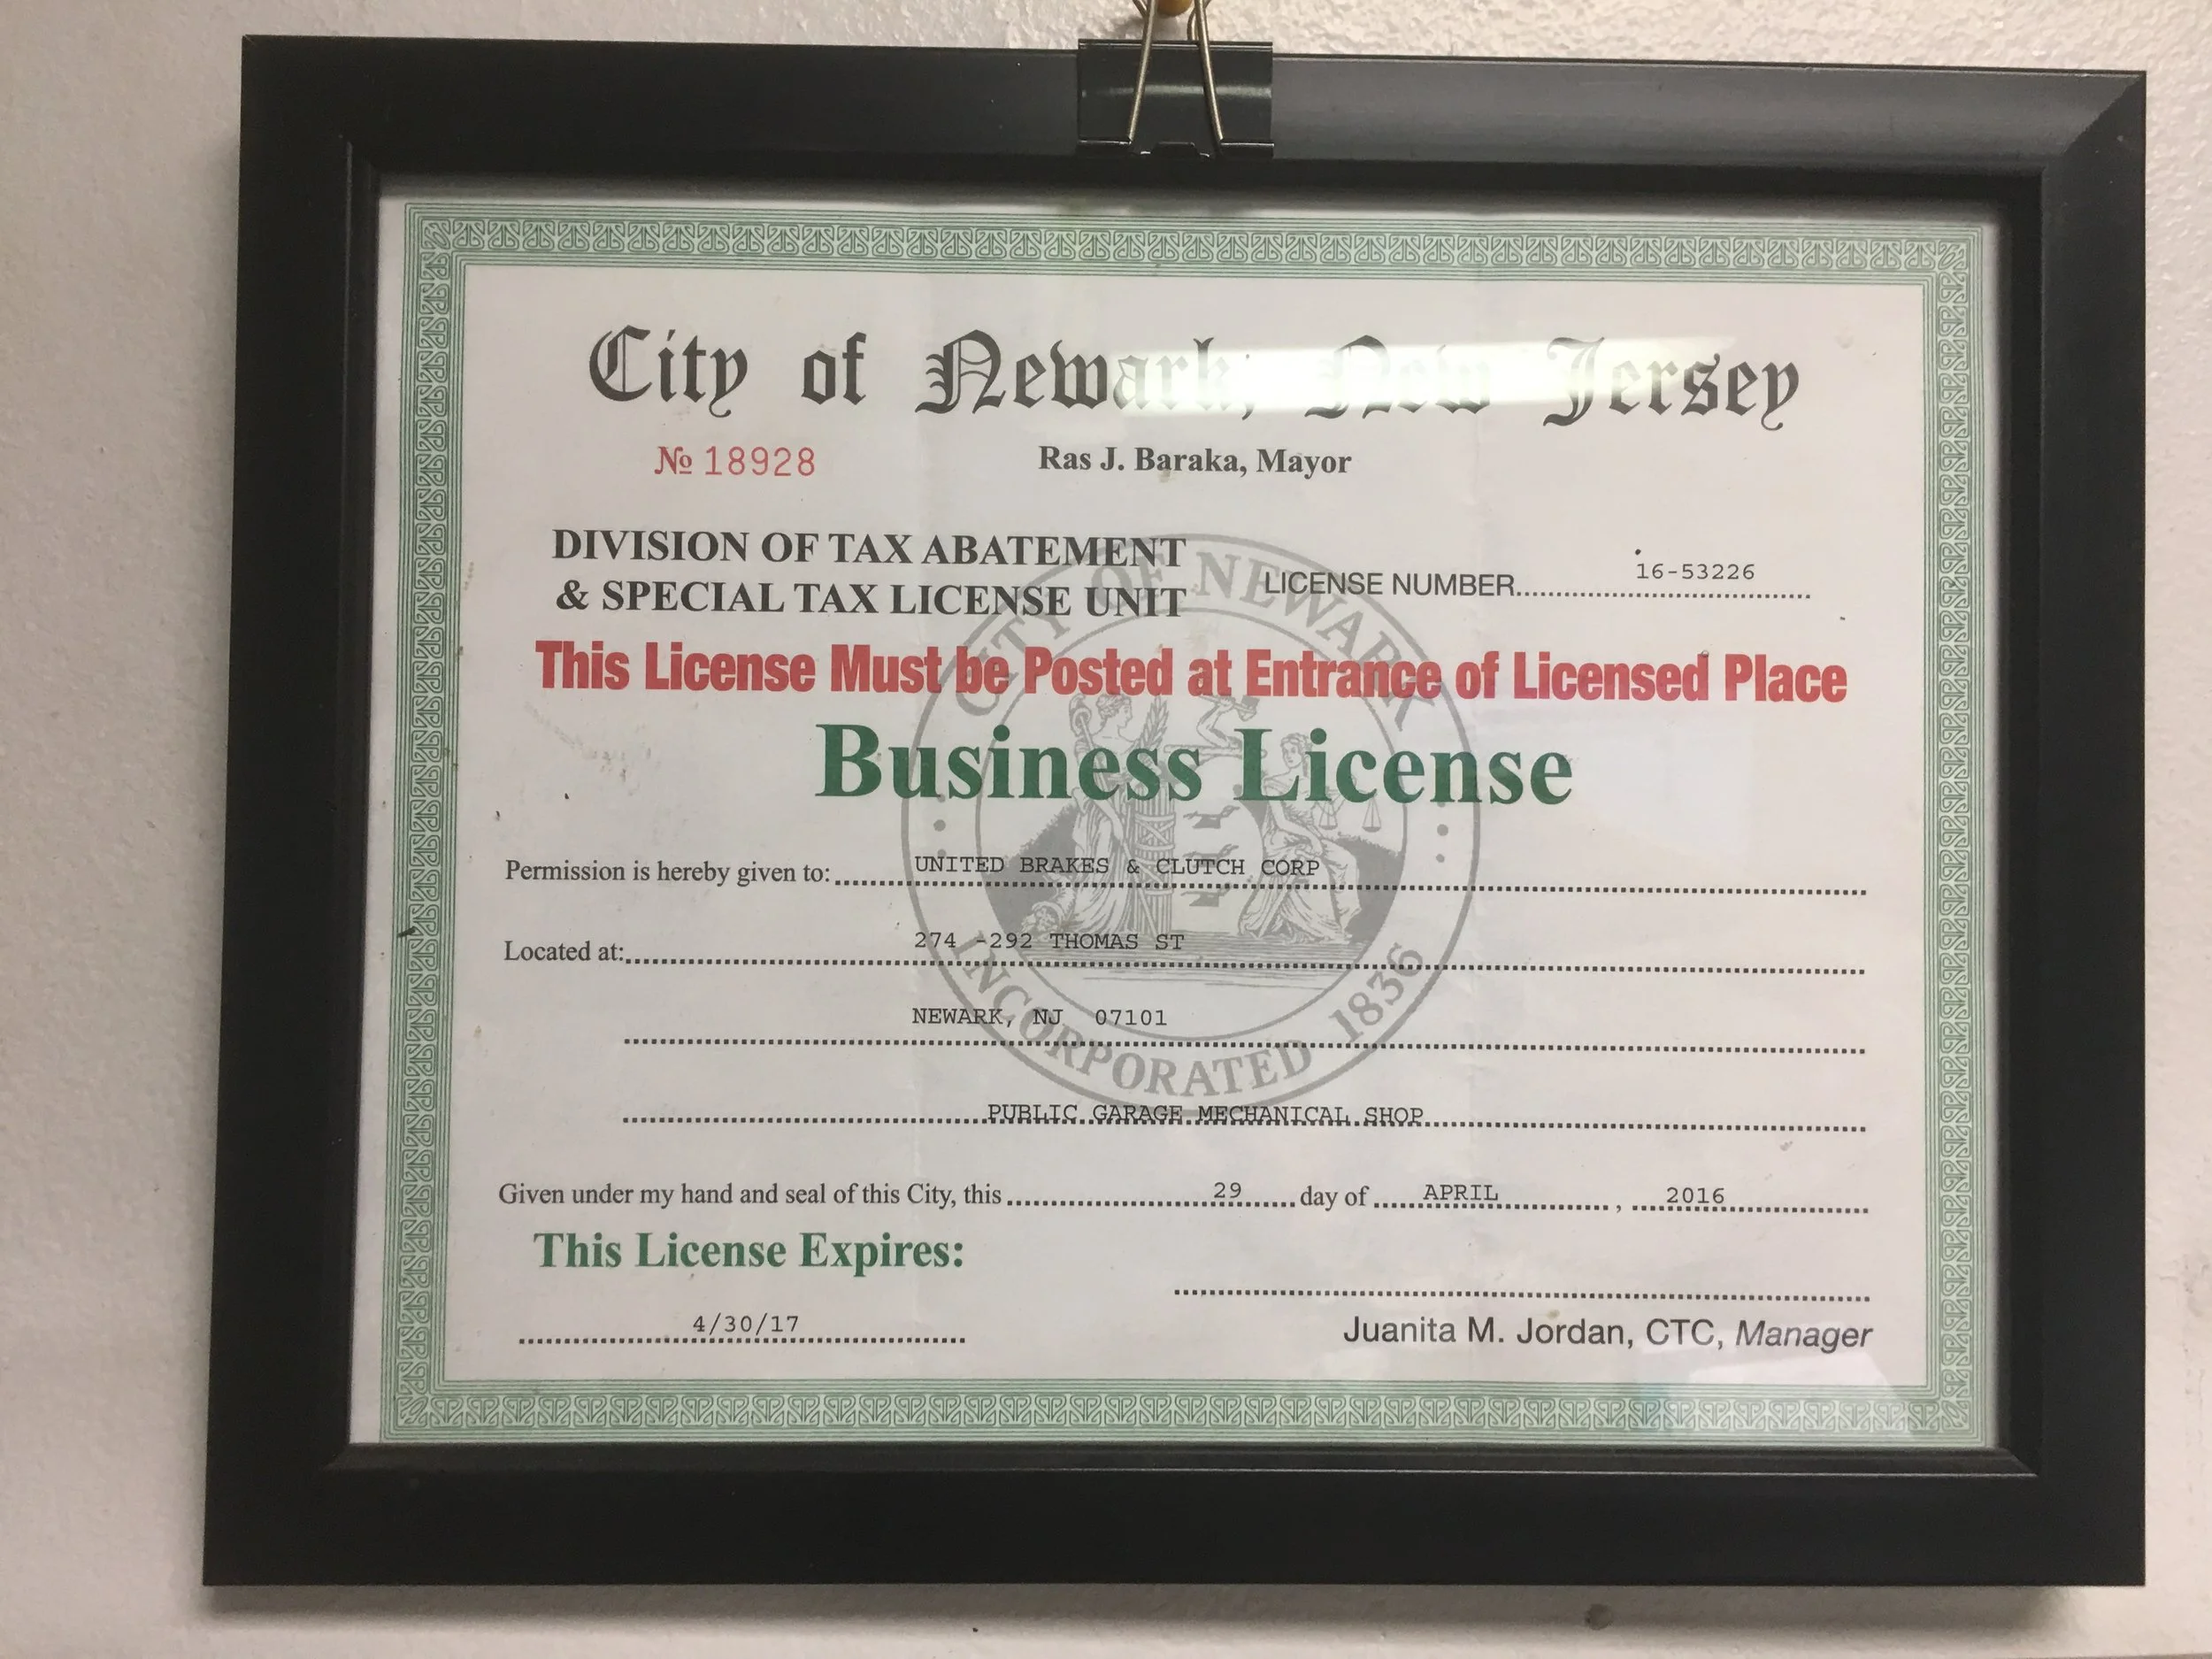 City of Newark, New Jersey
№ 18928
Ras J. Baraka, Mayor
DIVISION OF TAX ABATEMENT
& SPECIAL TAX LICENSE UNIT
LICENSE NUMBER 16-53226
This License Must be Posted at Entrance of Licensed Place
Business License
Permission is hereby given to: UNITED BRAKES & CLUTCH CORP
Located at: 274 -292 THOMAS ST
NEWARK, NJ 07101
PUBLIC GARAGE MECHANICAL SHOP
Given under my hand and seal of this City, this 29 day of APRIL, 2016
This License Expires:
4/30/17
Juanita M. Jordan, CTC, Manager
CITY OF NEWARK
INCORPORATED 1836